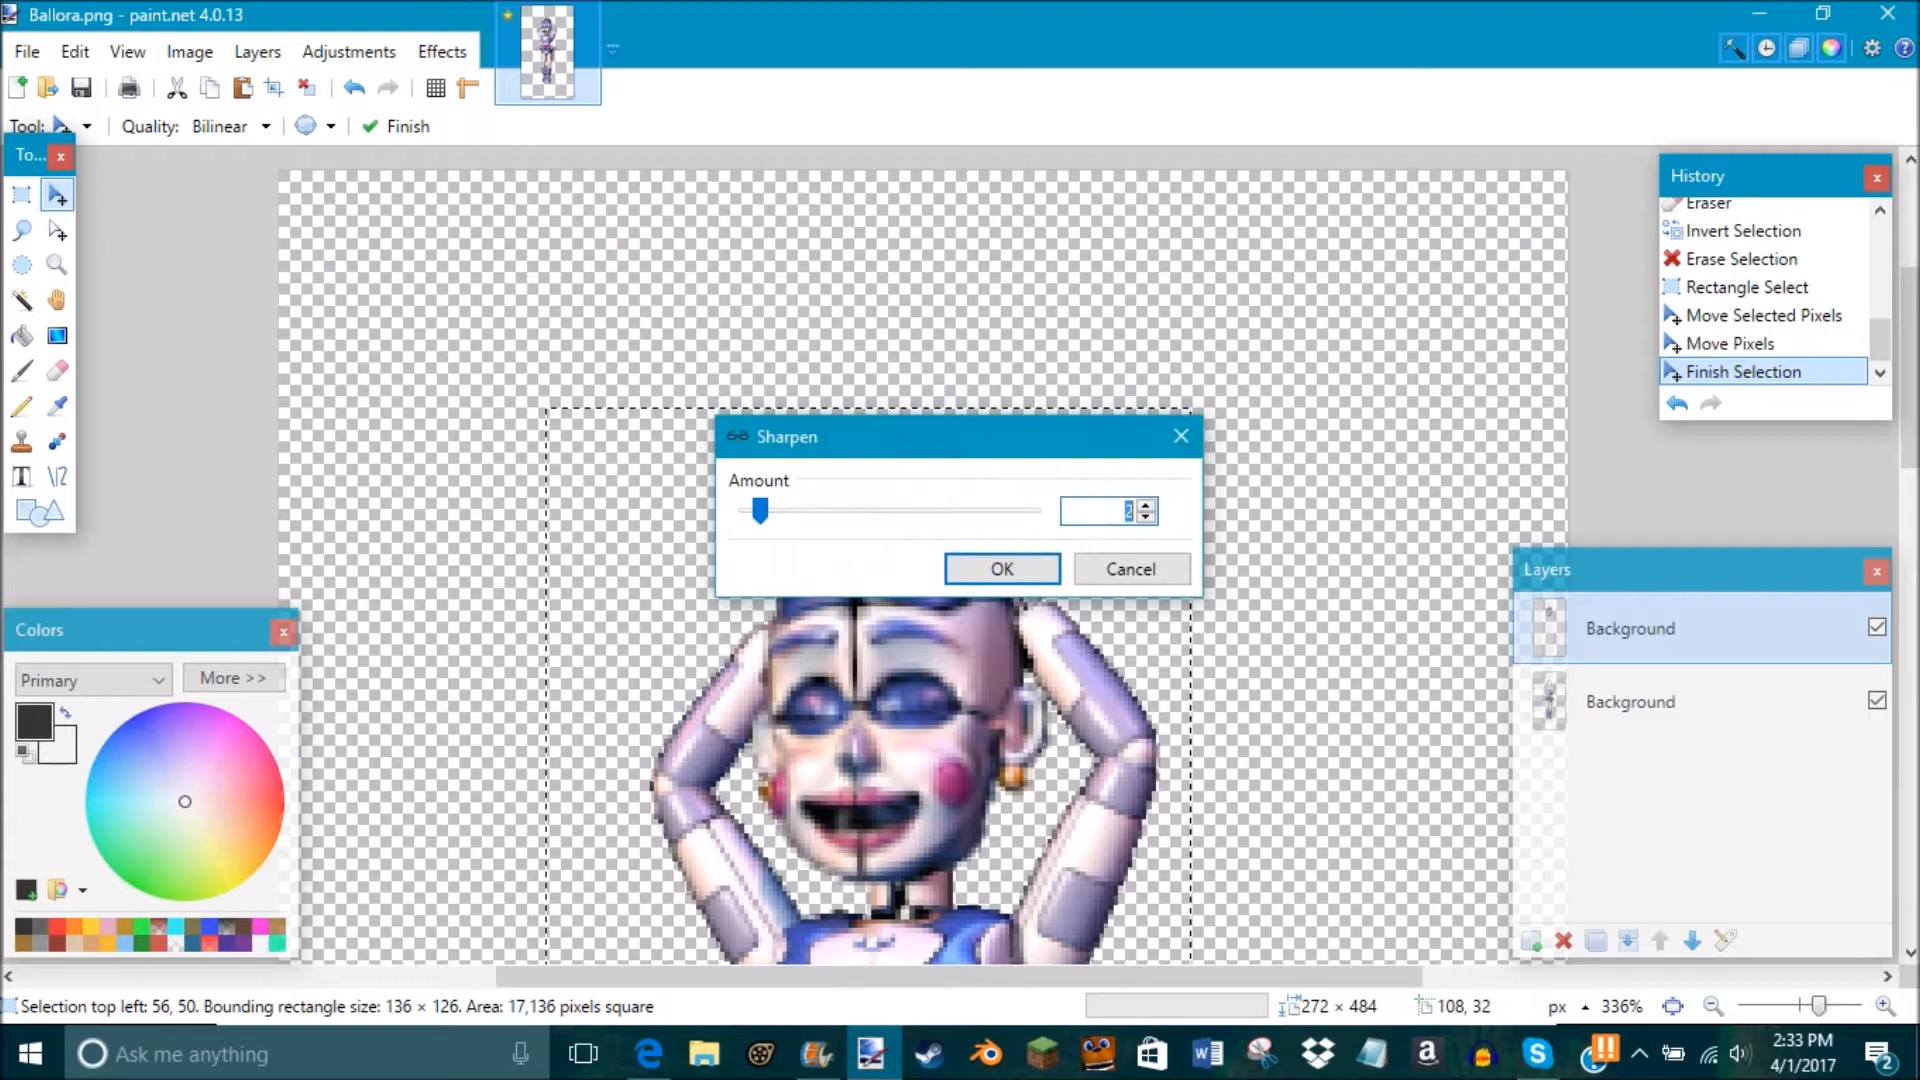 Ballora.png - paint.net 4.0.13
File Edit View Image Layers Adjustments Effects
Tool: Quality: Bilinear Finish
To...
History
Eraser
Invert Selection
Erase Selection
Rectangle Select
Move Selected Pixels
Move Pixels
Finish Selection
Sharpen
Amount
2
OK Cancel
Colors
Primary More >>
Layers
Background
Background
Selection top left: 56, 50. Bounding rectangle size: 136 × 126. Area: 17,136 pixels square 272 × 484 108, 32 px 336%
Ask me anything
2:33 PM
4/1/2017
2